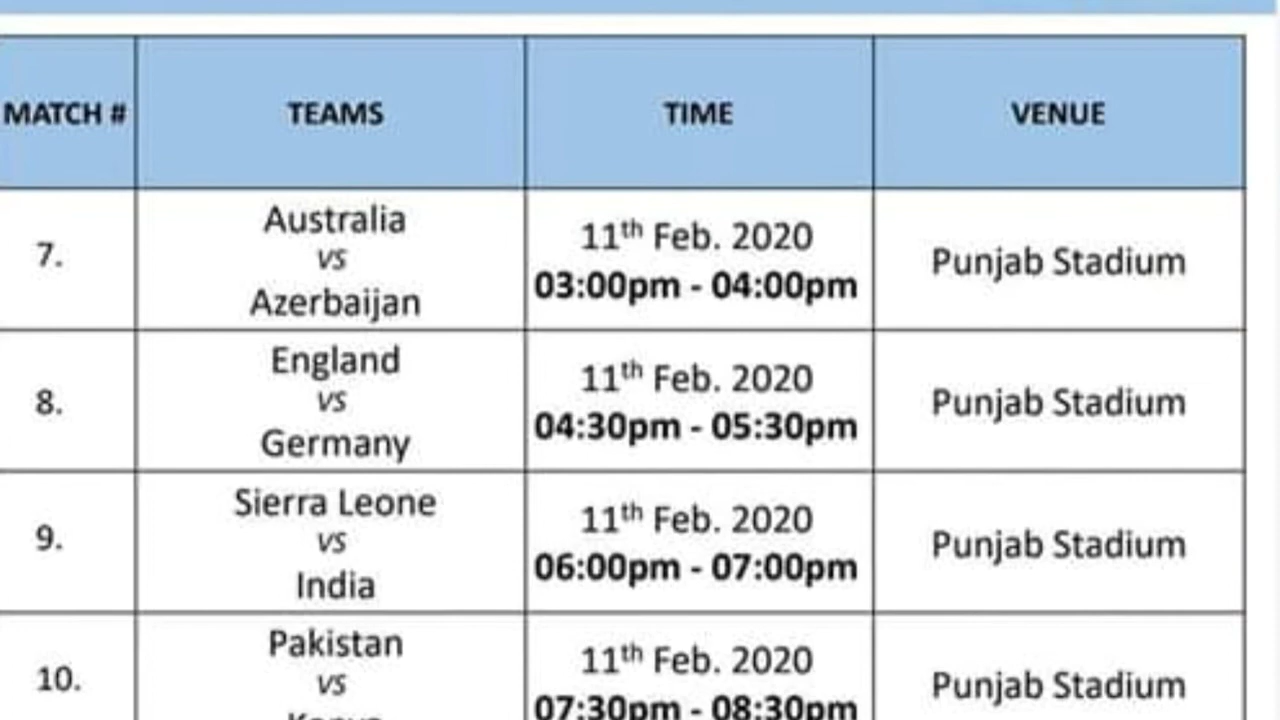 MATCH # TEAMS TIME VENUE
7.
Australia
vs
Azerbaijan
11th Feb. 2020
03:00pm - 04:00pm
Punjab Stadium
8.
England
vs
Germany
11th Feb. 2020
04:30pm - 05:30pm
Punjab Stadium
9.
Sierra Leone
vs
India
11th Feb. 2020
06:00pm - 07:00pm
Punjab Stadium
10.
Pakistan
vs
11th Feb. 2020
07:30pm - 08:30pm
Punjab Stadium